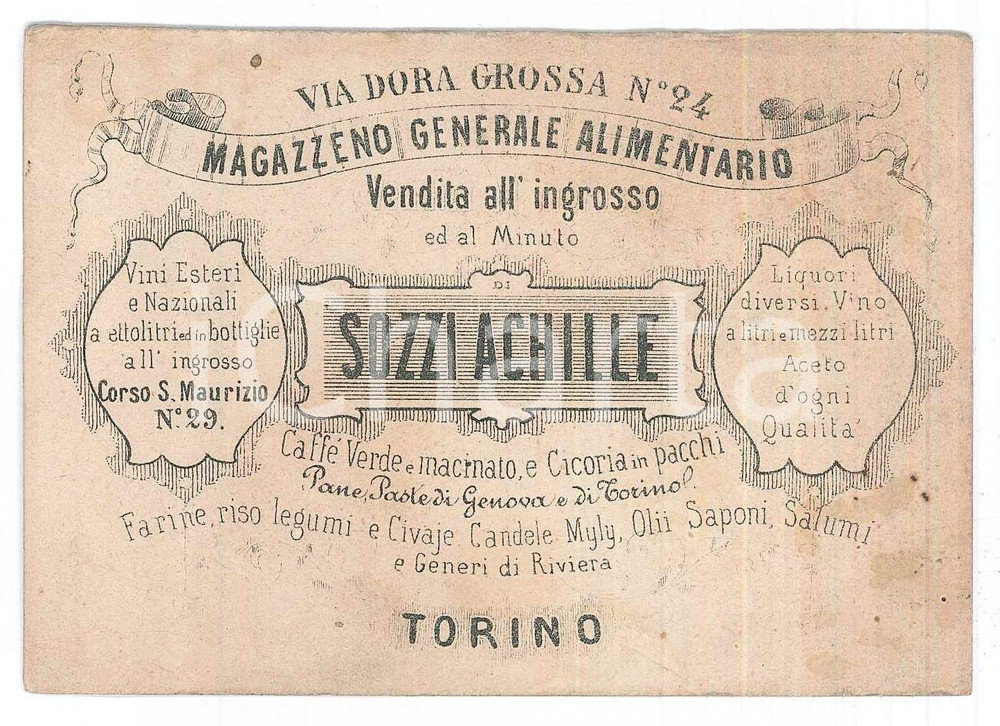 VIA DORA GROSSA N° 24
MAGAZZENO GENERALE ALIMENTARIO
Vendita all' ingrosso
ed al Minuto
Vini Esteri
e Nazionali
a ettolitri ed in bottiglie
all' ingrosso
Corso S. Maurizio
N° 29.
DI
SOZZI ACHILLE
Liquori
diversi. Vino
a litri e mezzi litri
Aceto
d'ogni
Qualita'
Caffé Verde e macinato, e Cicoria in pacchi
Pane, Paste di Genova e di Torino
Farine, riso legumi e Civaje Candele Myly, Olii Saponi, Salumi
e Generi di Riviera
TORINO